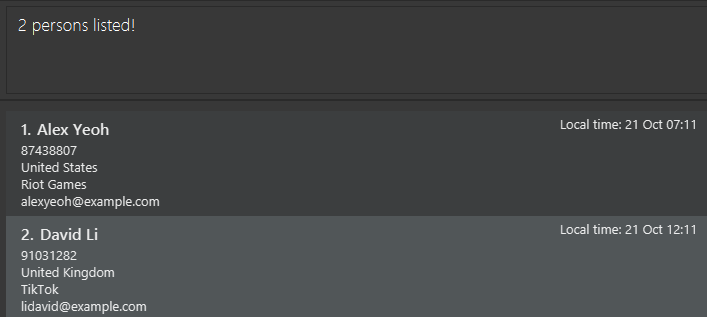 2 persons listed!
1. Alex Yeoh
Local time: 21 Oct 07:11
87438807
United States
Riot Games
alexyeoh@example.com
2. David Li
Local time: 21 Oct 12:11
91031282
United Kingdom
TikTok
lidavid@example.com